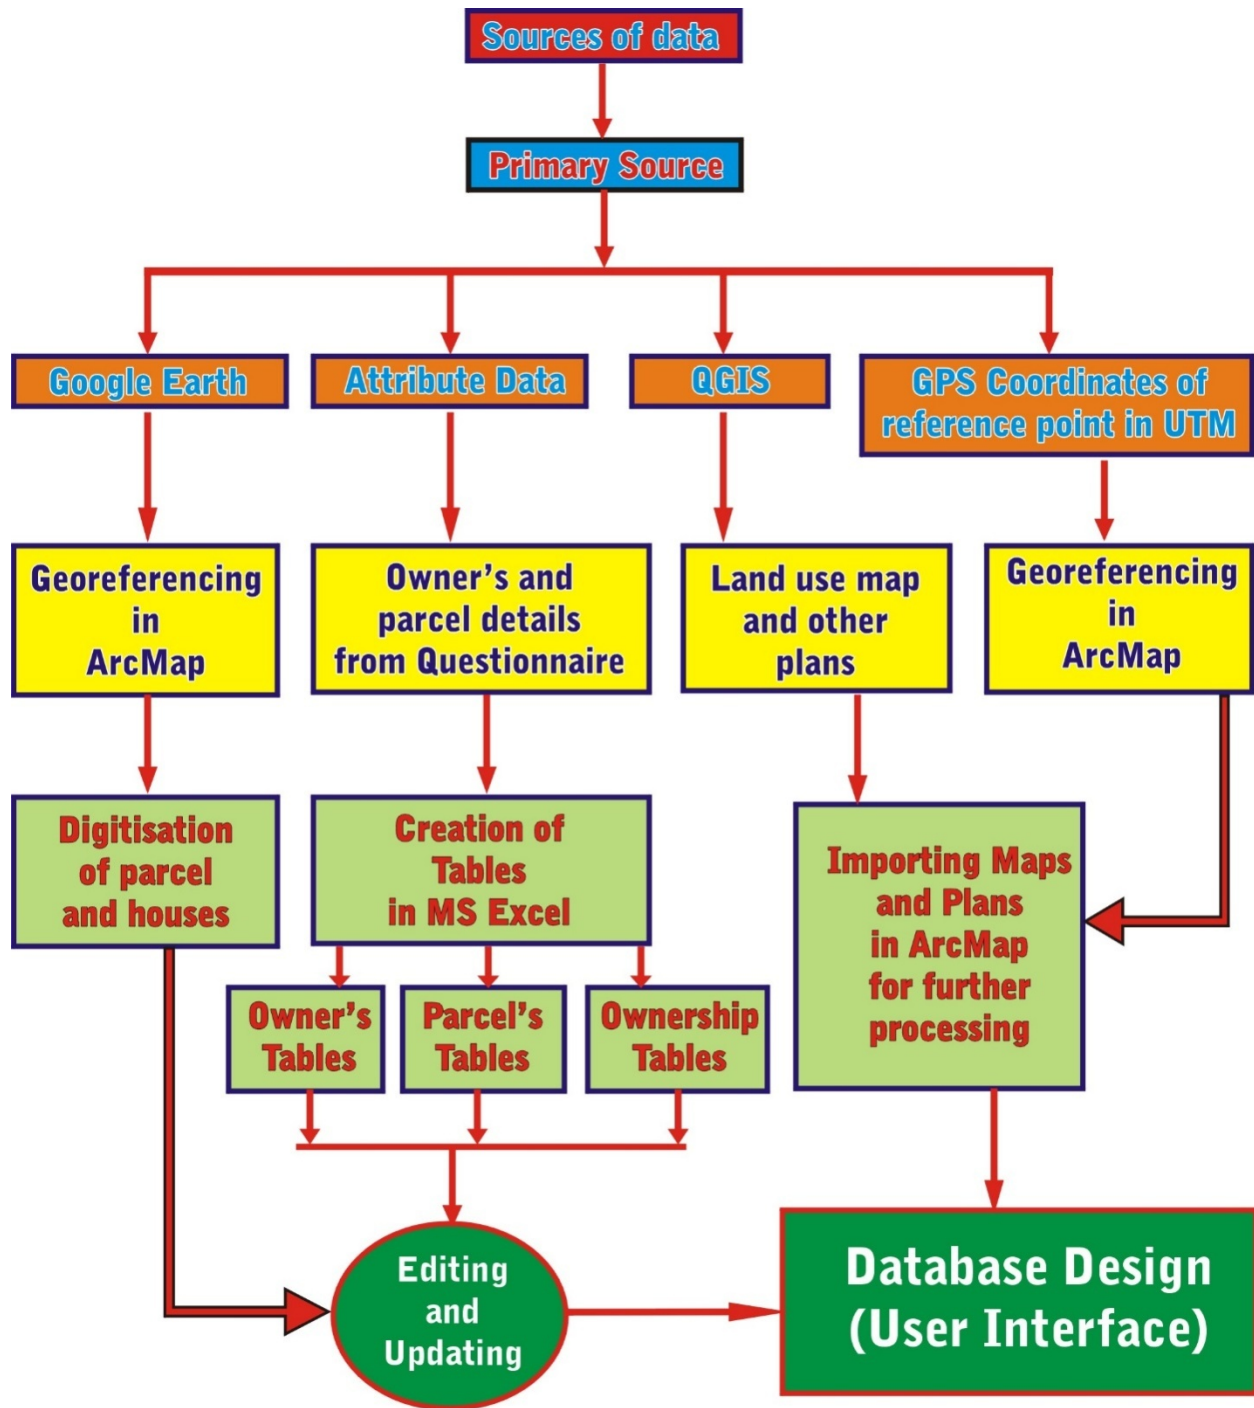 Sources of data
Primary Source
Google Earth
Attribute Data
QGIS
GPS Coordinates of
reference point in UTM
Georeferencing
in
ArcMap
Owner's and
parcel details
from Questionnaire
Land use map
and other
plans
Georeferencing
in
ArcMap
Digitisation
of parcel
and houses
Creation of
Tables
in MS Excel
Importing Maps
and Plans
in ArcMap
for further
processing
Owner's
Tables
Parcel's
Tables
Ownership
Tables
Editing
and
Updating
Database Design
(User Interface)